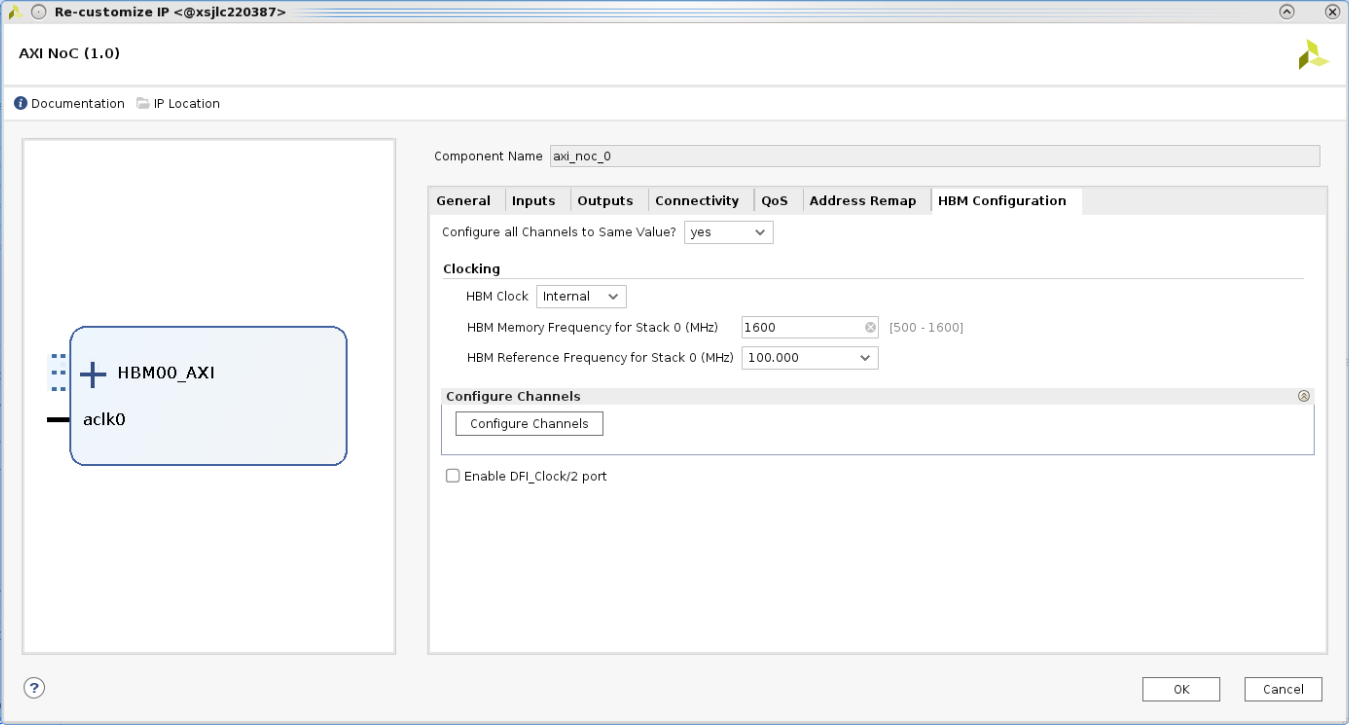 Re-customize IP <@xsjlc220387>
AXI NoC (1.0)
Documentation IP Location
HBM00_AXI
aclk0
Component Name axi_noc_0
General Inputs Outputs Connectivity QoS Address Remap HBM Configuration
Configure all Channels to Same Value? yes
Clocking
HBM Clock Internal
HBM Memory Frequency for Stack 0 (MHz) 1600 [500 - 1600]
HBM Reference Frequency for Stack 0 (MHz) 100.000
Configure Channels
Configure Channels
Enable DFI_Clock/2 port
? OK Cancel